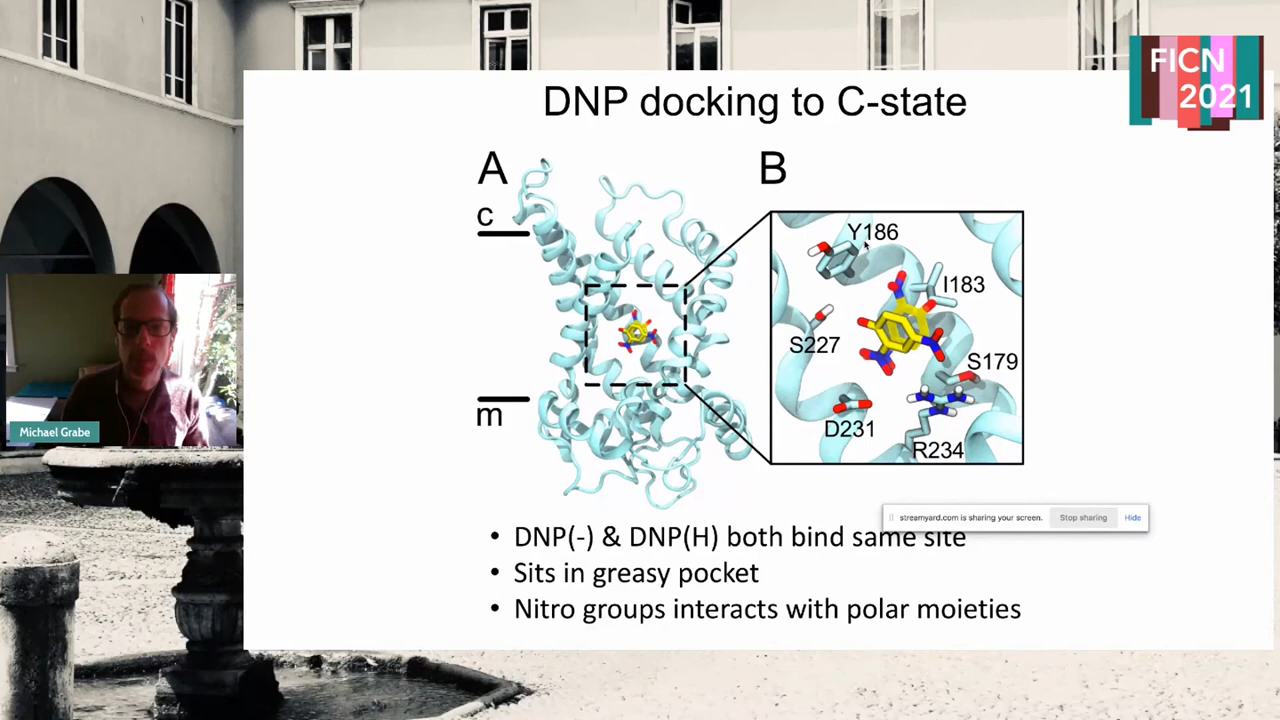 FICN
2021
DNP docking to C-state
A
B
c
m
Y186
I183
S227
S179
D231
R234
Michael Grabe
streamyard.com is sharing your screen.
Stop sharing
Hide
• DNP(-) & DNP(H) both bind same site
• Sits in greasy pocket
• Nitro groups interacts with polar moieties